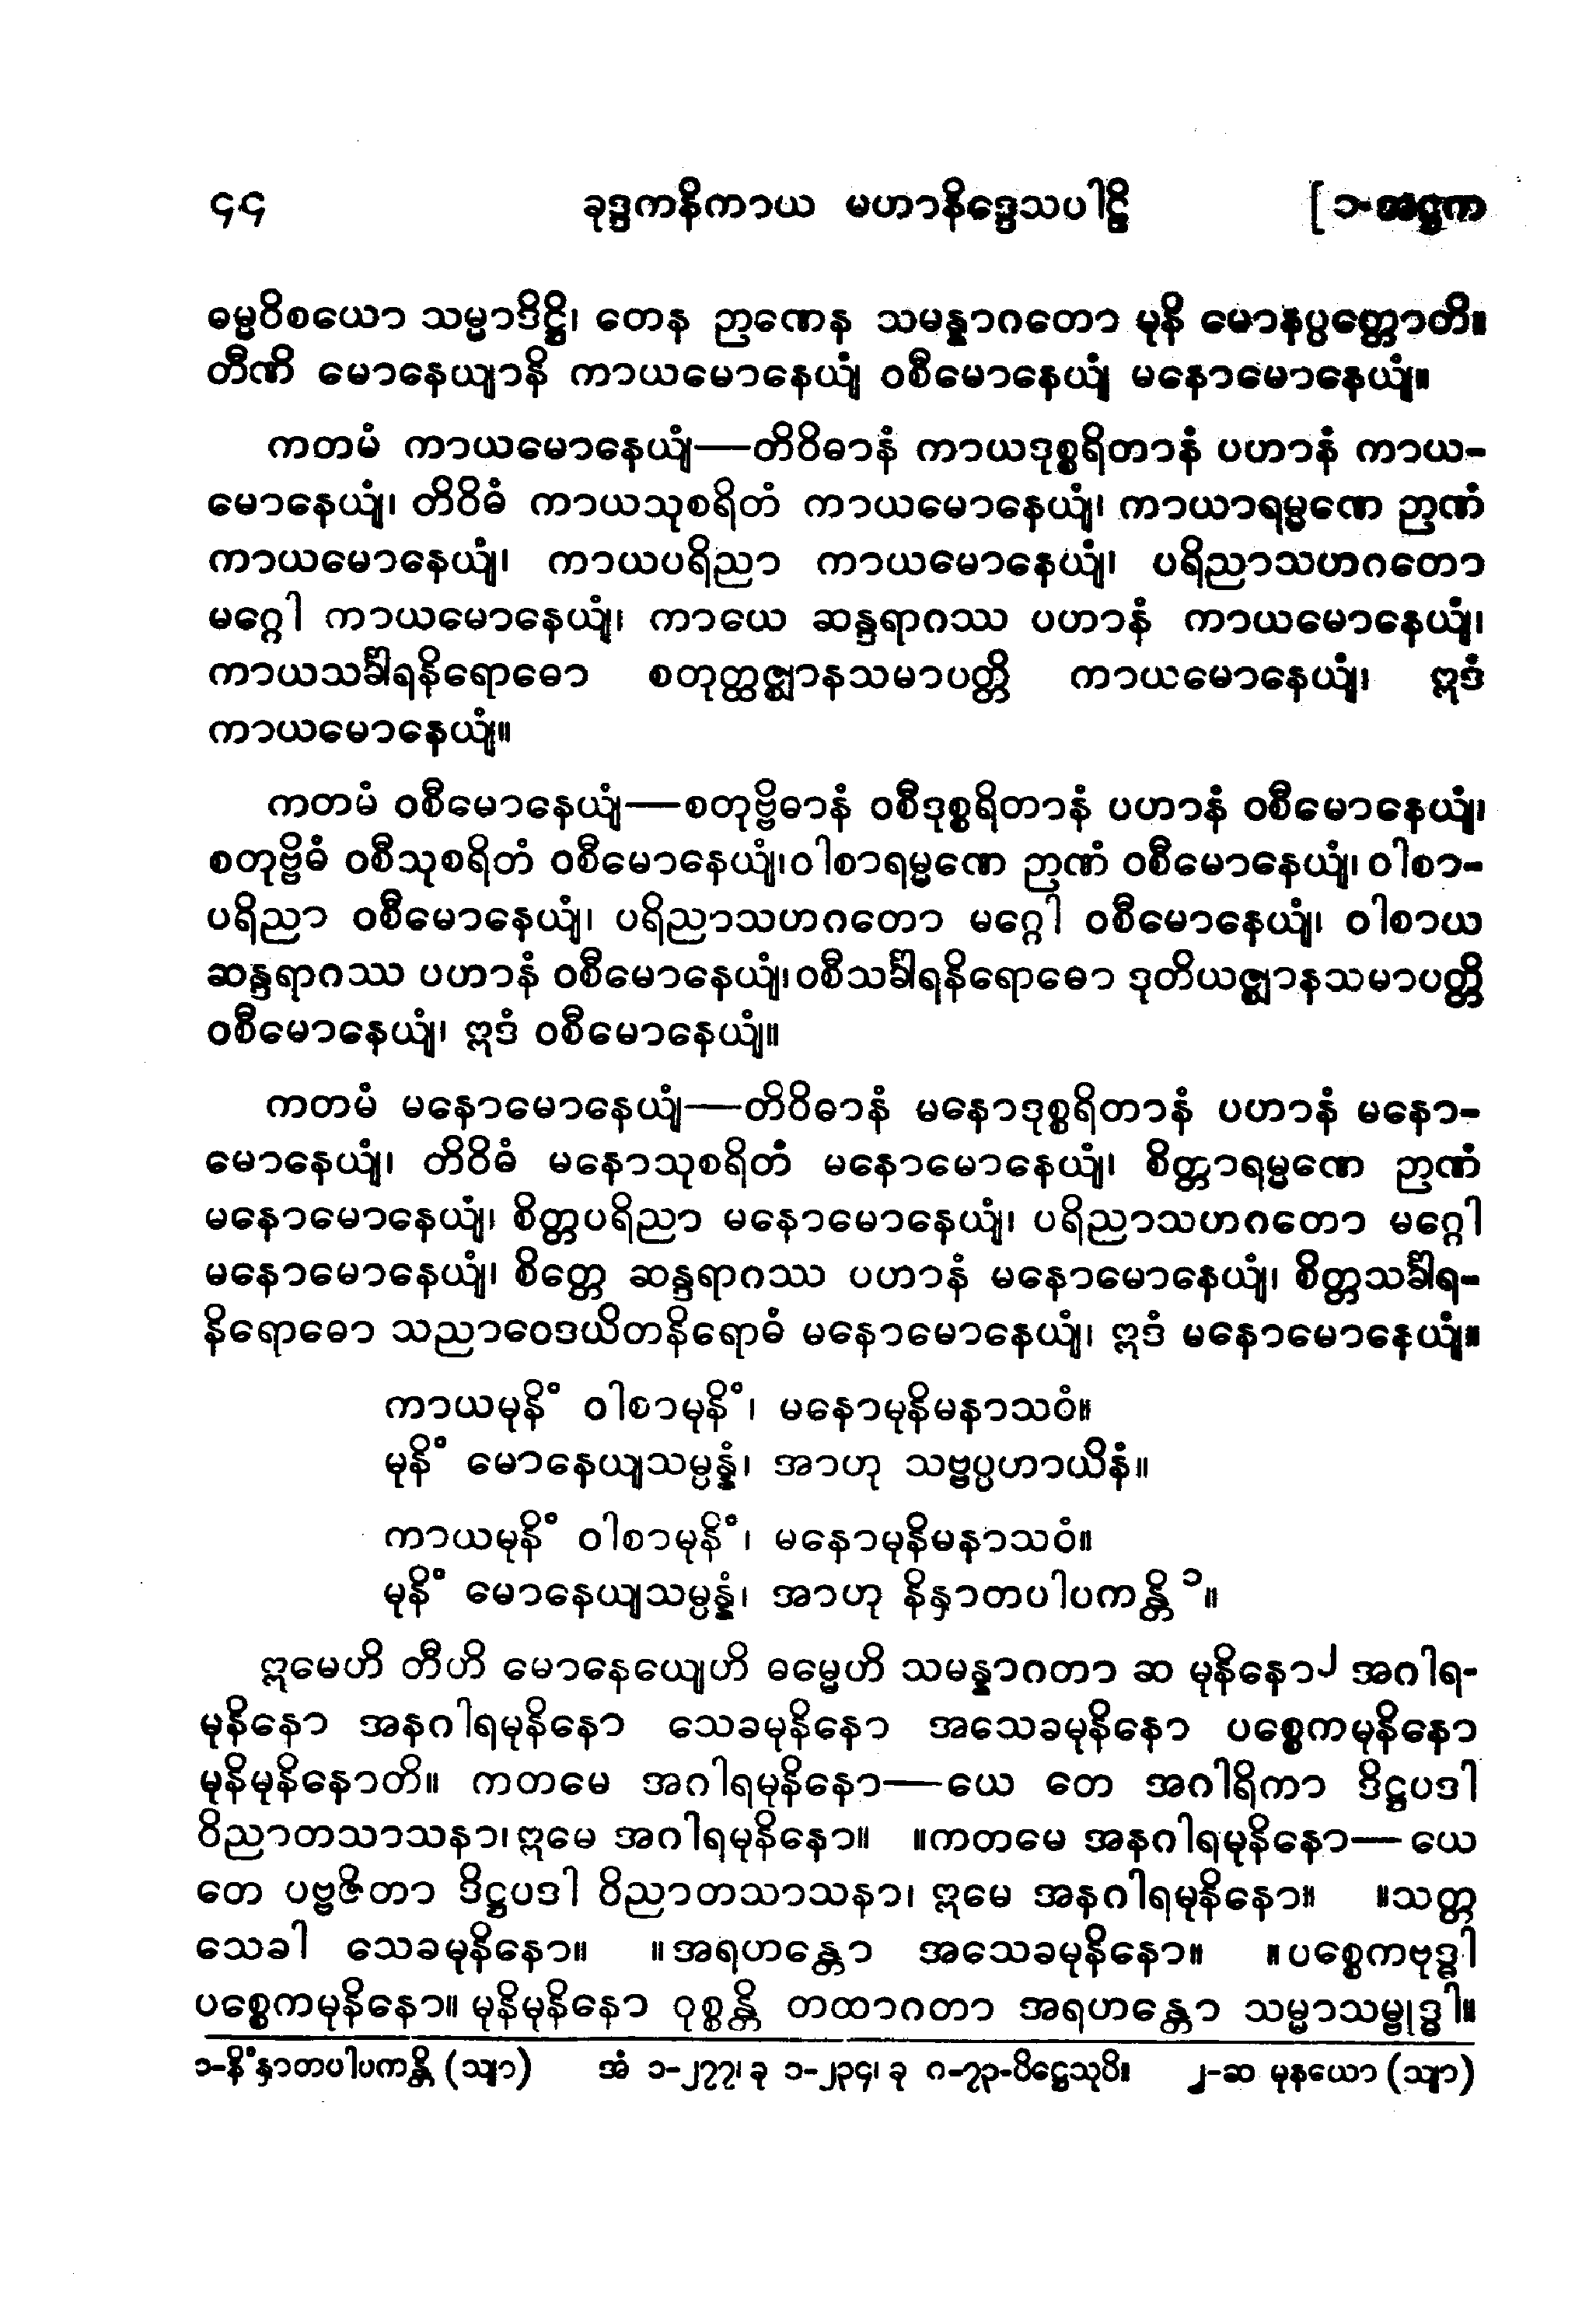 ၄၄ ခုဒ္ဒကနိကာယ မဟာနိဒ္ဒေသပါဠိ [ ၁-အဋ္ဌက
ဓမ္မဝိစယော သမ္မာဒိဋ္ဌိ၊ တေန ဉာဏေန သမန္နာဂတော မုနိ မောနပ္ပတ္တောတိ။
တီဏိ မောနေယျာနိ ကာယမောနေယျံ ဝစီမောနေယျံ မနောမောနေယျံ။
ကတမံ ကာယမောနေယျံ—တိဝိဓာနံ ကာယဒုစ္စရိတာနံ ပဟာနံ ကာယ-
မောနေယျံ၊ တိဝိဓံ ကာယသုစရိတံ ကာယမောနေယျံ၊ ကာယာရမ္မဏေ ဉာဏံ
ကာယမောနေယျံ၊ ကာယပရိညာ ကာယမောနေယျံ၊ ပရိညာသဟဂတော
မဂ္ဂေါ ကာယမောနေယျံ၊ ကာယေ ဆန္ဒရာဂဿ ပဟာနံ ကာယမောနေယျံ၊
ကာယသင်္ခါရနိရောဓော စတုတ္ထဇ္ဈာနသမာပတ္တိ ကာယမောနေယျံ၊ ဣဒံ
ကာယမောနေယျံ။
ကတမံ ဝစီမောနေယျံ—စတုဗ္ဗိဓာနံ ဝစီဒုစ္စရိတာနံ ပဟာနံ ဝစီမောနေယျံ၊
စတုဗ္ဗိဓံ ဝစီသုစရိတံ ဝစီမောနေယျံ၊ ဝါစာရမ္မဏေ ဉာဏံ ဝစီမောနေယျံ၊ ဝါစာ-
ပရိညာ ဝစီမောနေယျံ၊ ပရိညာသဟဂတော မဂ္ဂေါ ဝစီမောနေယျံ၊ ဝါစာယ
ဆန္ဒရာဂဿ ပဟာနံ ဝစီမောနေယျံ၊ ဝစီသင်္ခါရနိရောဓော ဒုတိယဇ္ဈာနသမာပတ္တိ
ဝစီမောနေယျံ၊ ဣဒံ ဝစီမောနေယျံ။
ကတမံ မနောမောနေယျံ—တိဝိဓာနံ မနောဒုစ္စရိတာနံ ပဟာနံ မနော-
မောနေယျံ၊ တိဝိဓံ မနောသုစရိတံ မနောမောနေယျံ၊ စိတ္တာရမ္မဏေ ဉာဏံ
မနောမောနေယျံ၊ စိတ္တပရိညာ မနောမောနေယျံ၊ ပရိညာသဟဂတော မဂ္ဂေါ
မနောမောနေယျံ၊ စိတ္တေ ဆန္ဒရာဂဿ ပဟာနံ မနောမောနေယျံ၊ စိတ္တသင်္ခါရ-
နိရောဓော သညာဝေဒယိတနိရောဓံ မနောမောနေယျံ၊ ဣဒံ မနောမောနေယျံ။
ကာယမုနိံ ဝါစာမုနိံ၊ မနောမုနိမနာသဝံ။
မုနိံ မောနေယျသမ္ပန္နံ၊ အာဟု သဗ္ဗပ္ပဟာယိနံ။
ကာယမုနိံ ဝါစာမုနိံ၊ မနောမုနိမနာသဝံ။
မုနိံ မောနေယျသမ္ပန္နံ၊ အာဟု နိနှာတပါပကန္တိ ၁။
ဣမေဟိ တီဟိ မောနေယျေဟိ ဓမ္မေဟိ သမန္နာဂတာ ဆ မုနိနော ၂ အဂါရ-
မုနိနော အနဂါရမုနိနော သေခမုနိနော အသေခမုနိနော ပစ္စေကမုနိနော
မုနိမုနိနောတိ။ ကတမေ အဂါရမုနိနော—ယေ တေ အဂါရိကာ ဒိဋ္ဌပဒါ
ဝိညာတသာသနာ၊ ဣမေ အဂါရမုနိနော။ ။ကတမေ အနဂါရမုနိနော—ယေ
တေ ပဗ္ဗဇိတာ ဒိဋ္ဌပဒါ ဝိညာတသာသနာ၊ ဣမေ အနဂါရမုနိနော။ ။သတ္တ
သေခါ သေခမုနိနော။ ။အရဟန္တော အသေခမုနိနော။ ။ပစ္စေကဗုဒ္ဓါ
ပစ္စေကမုနိနော။ မုနိမုနိနော ဝုစ္စန္တိ တထာဂတာ အရဟန္တော သမ္မာသမ္ဗုဒ္ဓါ။
၁-နိံနှာတပါပကန္တိ (သျာ) အံ ၁-၂၇၇၊ ခု ၁-၂၃၄၊ ခု ဂ-၇၃-ပိဋ္ဌေသုပိ။ ၂-ဆ မုနယော (သျာ)